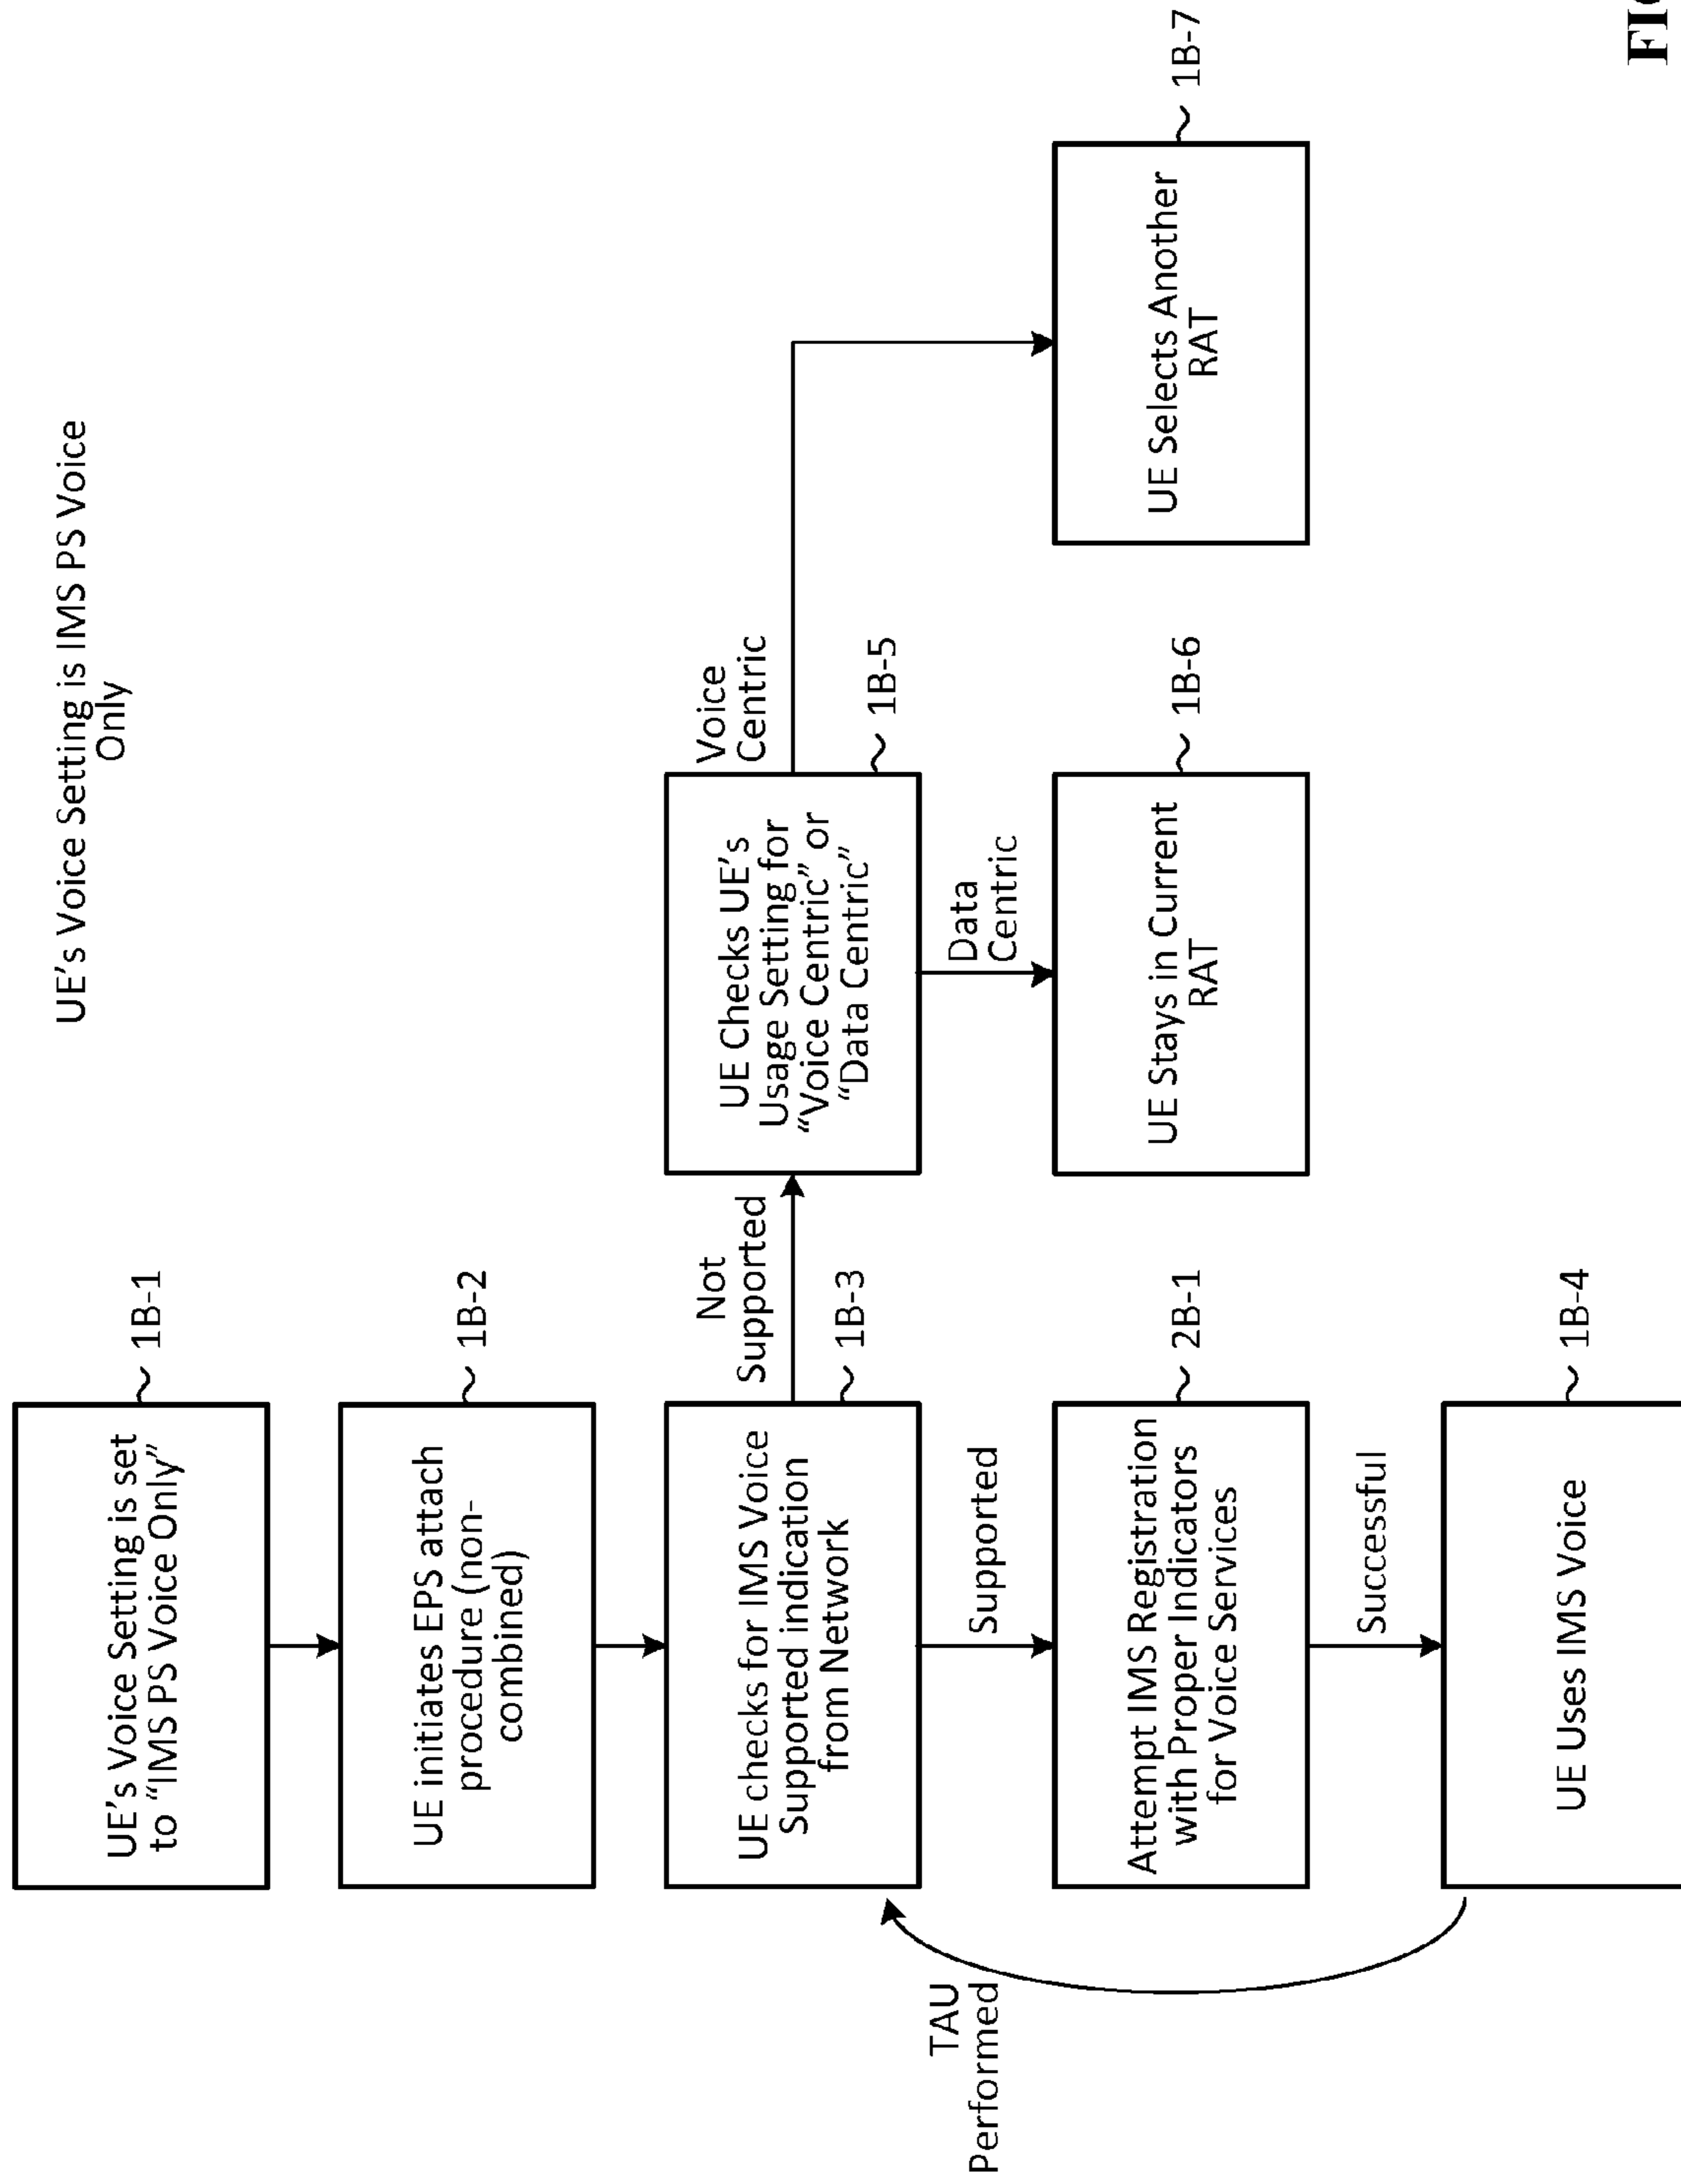 UE's Voice Setting is IMS PS Voice
Only
UE's Voice Setting is set
to “IMS PS Voice Only”
1B-1
UE initiates EPS attach
procedure (non-
combined)
1B-2
UE checks for IMS Voice
Supported indication
from Network
1B-3
Not
Supported
UE Checks UE's
Usage Setting for
“Voice Centric” or
“Data Centric”
1B-5
Voice
Centric
TAU
Performed
Supported
Data
Centric
Attempt IMS Registration
with Proper Indicators
for Voice Services
2B-1
UE Stays in Current
RAT
1B-6
UE Selects Another
RAT
1B-7
Successful
UE Uses IMS Voice
1B-4